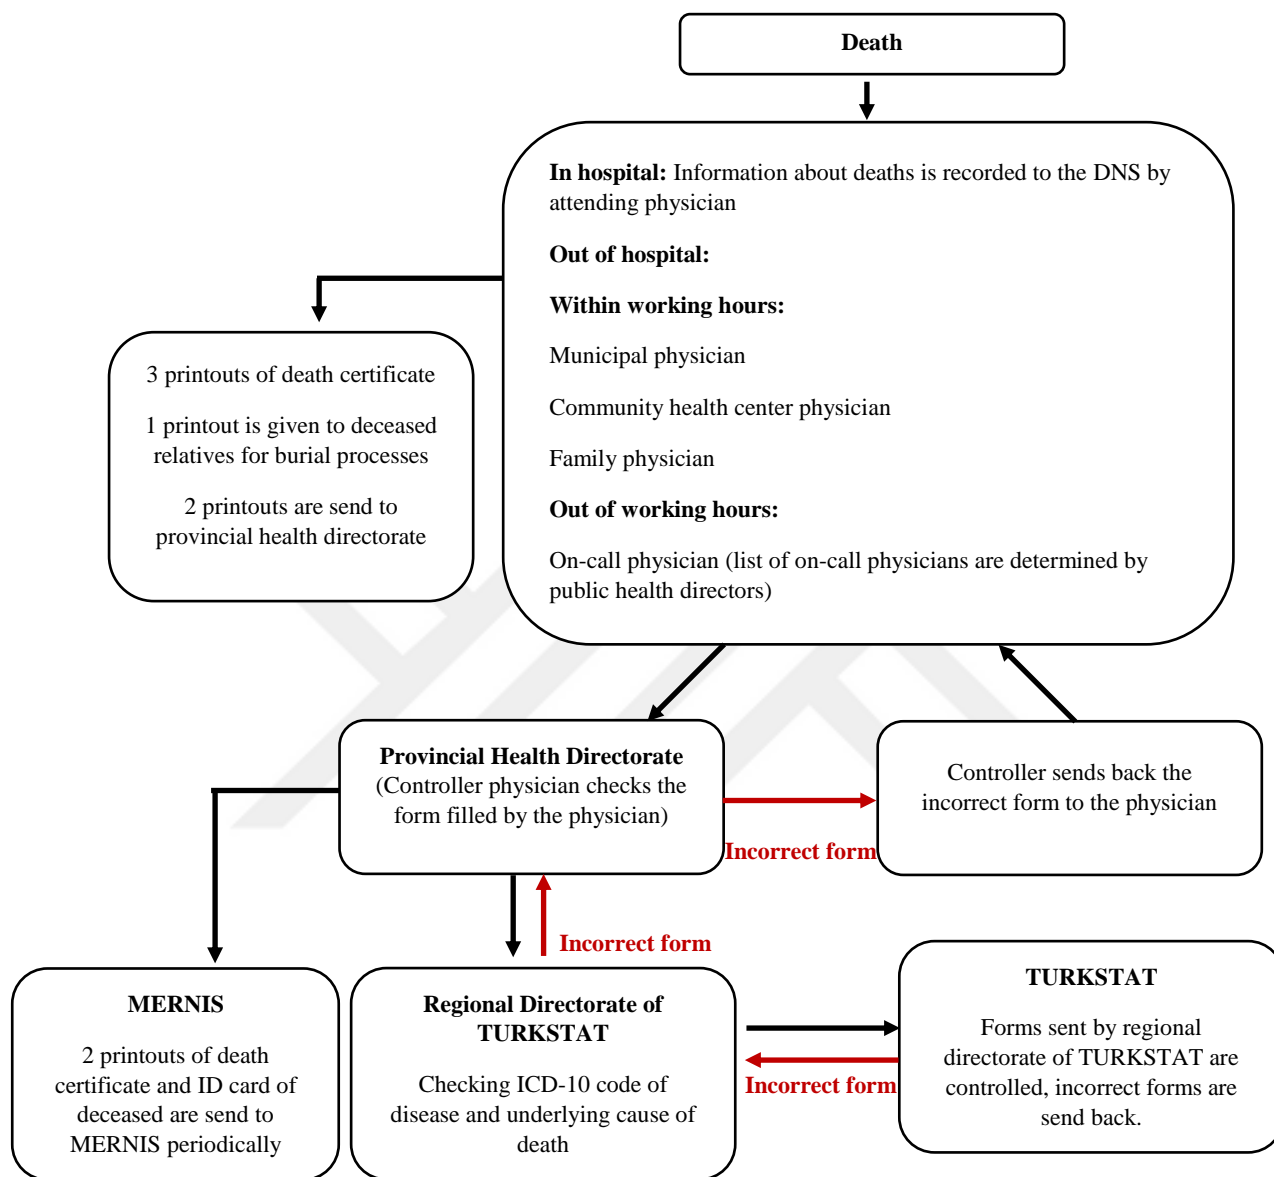 Death
In hospital: Information about deaths is recorded to the DNS by
attending physician
Out of hospital:
Within working hours:
Municipal physician
Community health center physician
Family physician
Out of working hours:
On-call physician (list of on-call physicians are determined by
public health directors)
3 printouts of death certificate
1 printout is given to deceased
relatives for burial processes
2 printouts are send to
provincial health directorate
Provincial Health Directorate
(Controller physician checks the
form filled by the physician)
Incorrect form
Controller sends back the
incorrect form to the physician
Incorrect form
MERNIS
2 printouts of death
certificate and ID card of
deceased are send to
MERNIS periodically
Regional Directorate of
TURKSTAT
Checking ICD-10 code of
disease and underlying cause of
death
Incorrect form
TURKSTAT
Forms sent by regional
directorate of TURKSTAT are
controlled, incorrect forms are
send back.